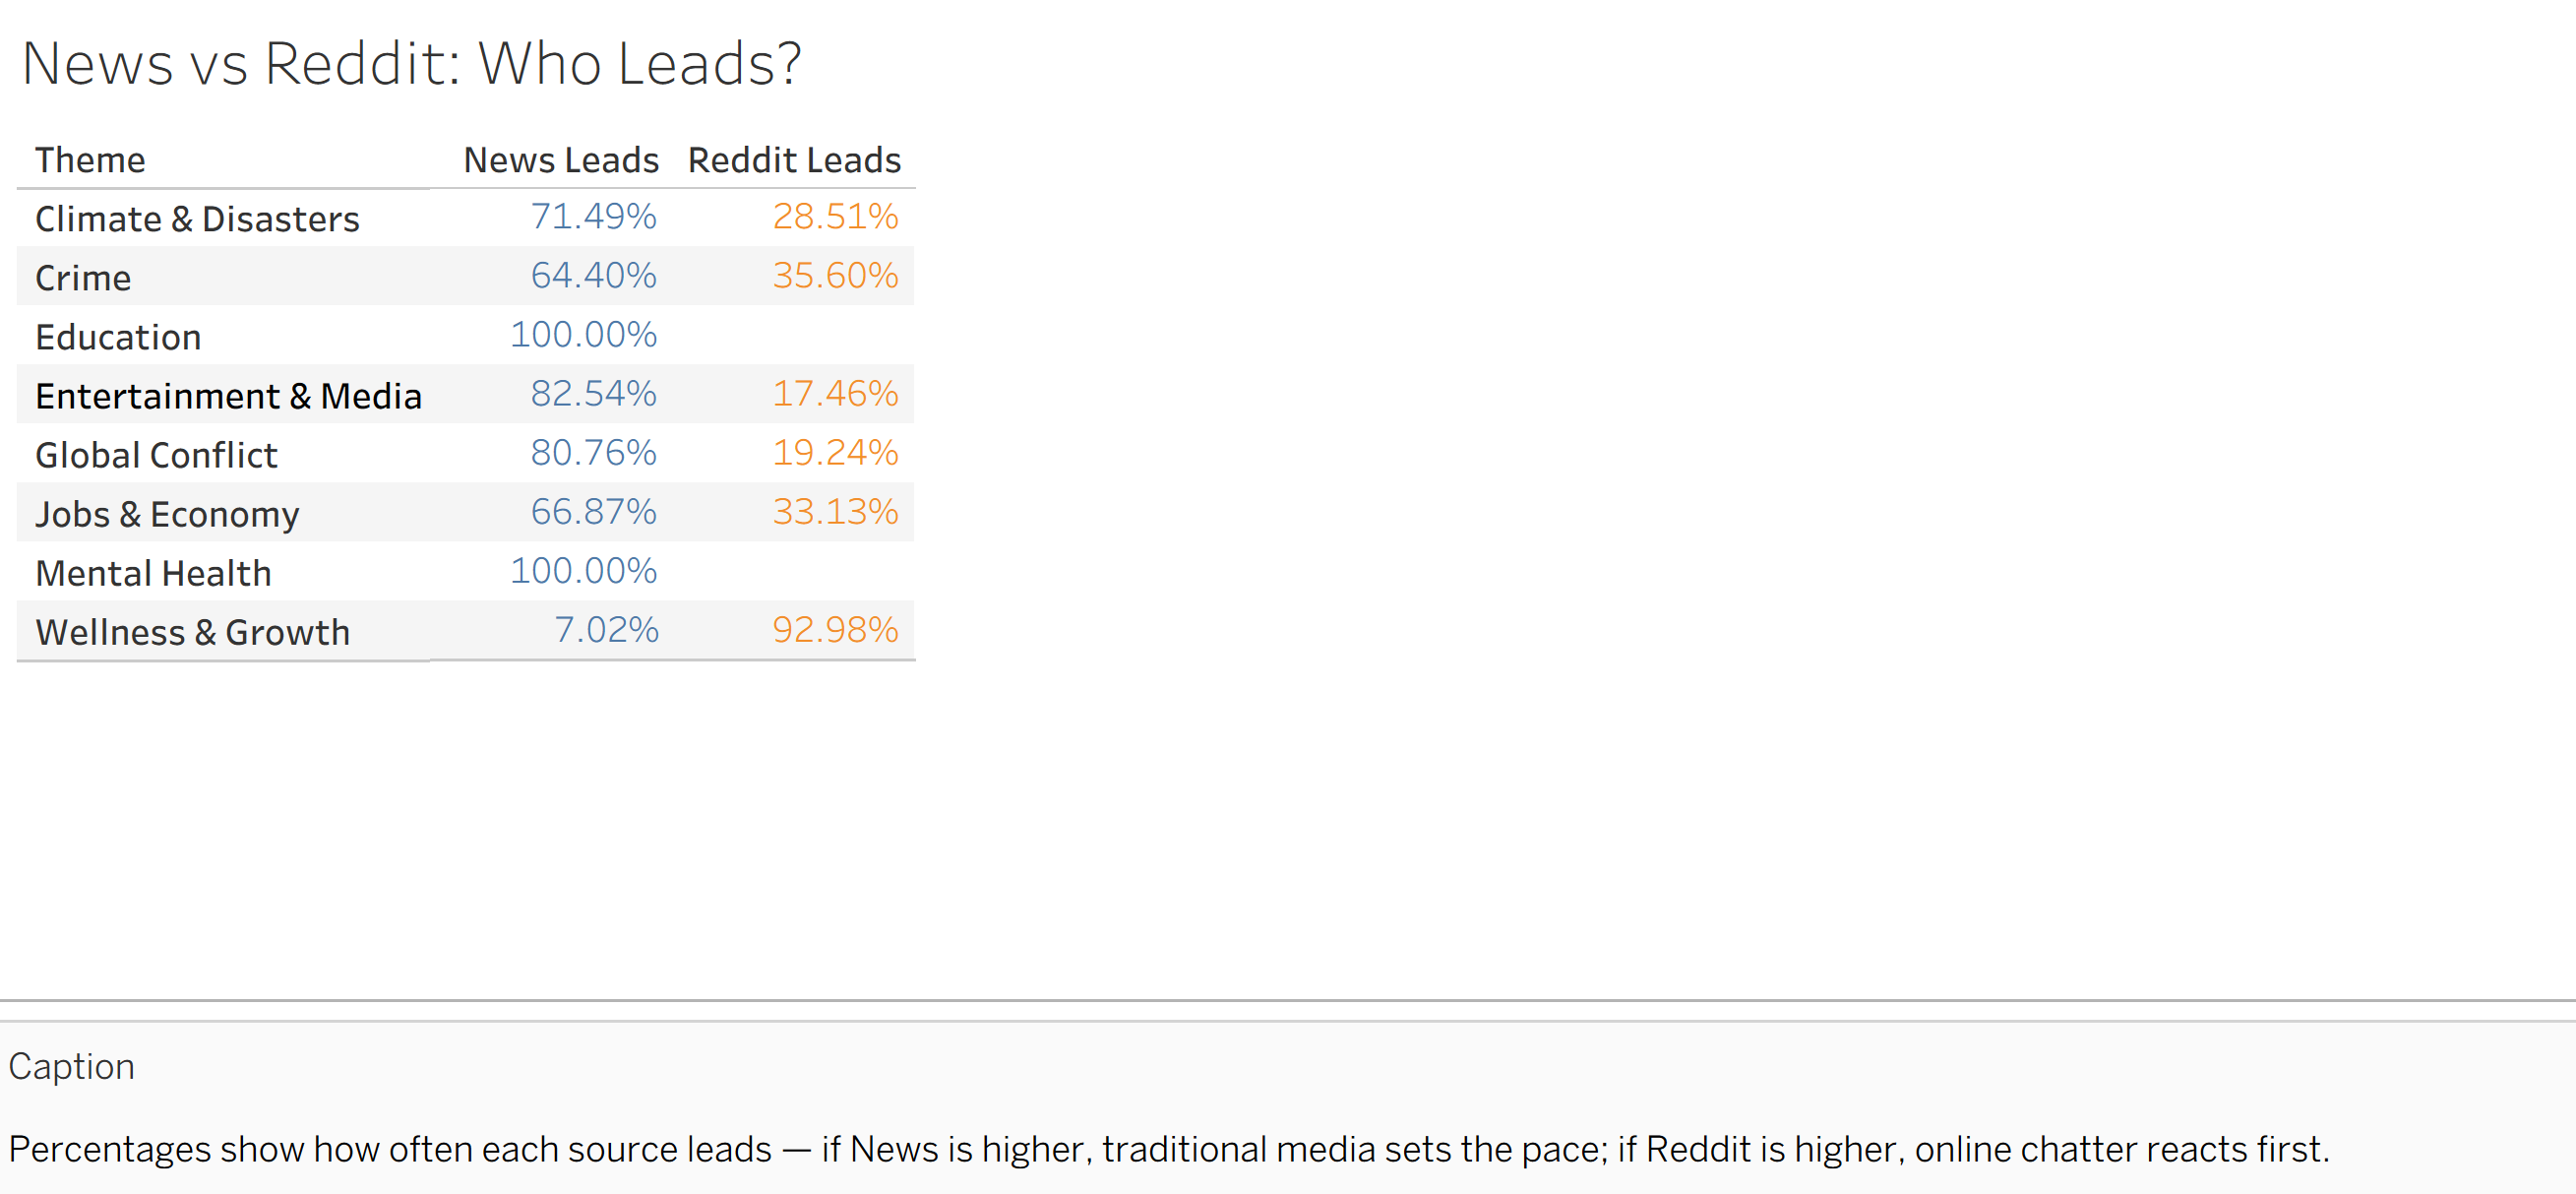 News vs Reddit: Who Leads?
Theme News Leads Reddit Leads
Climate & Disasters 71.49% 28.51%
Crime 64.40% 35.60%
Education 100.00%
Entertainment & Media 82.54% 17.46%
Global Conflict 80.76% 19.24%
Jobs & Economy 66.87% 33.13%
Mental Health 100.00%
Wellness & Growth 7.02% 92.98%
Caption
Percentages show how often each source leads — if News is higher, traditional media sets the pace; if Reddit is higher, online chatter reacts first.